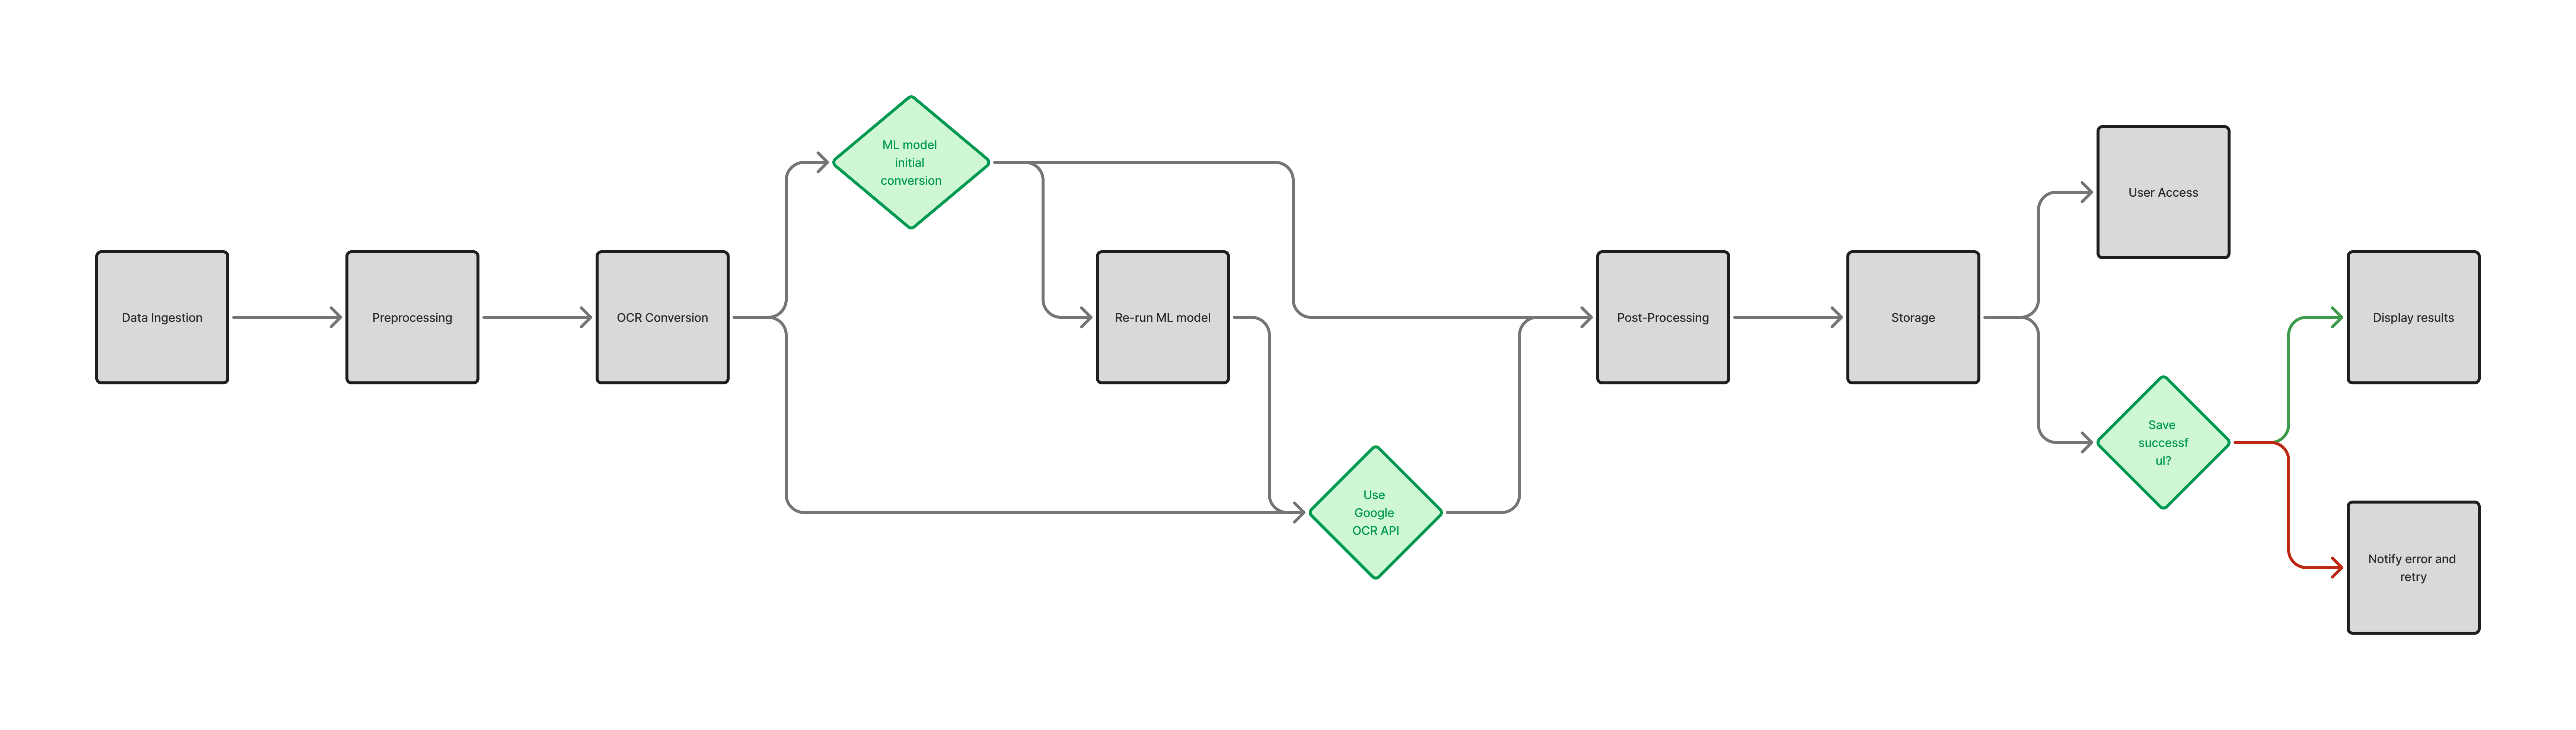 Data Ingestion
Preprocessing
OCR Conversion
ML model
initial
conversion
Re-run ML model
Use
Google
OCR API
Post-Processing
Storage
User Access
Save
successf
ul?
Display results
Notify error and
retry